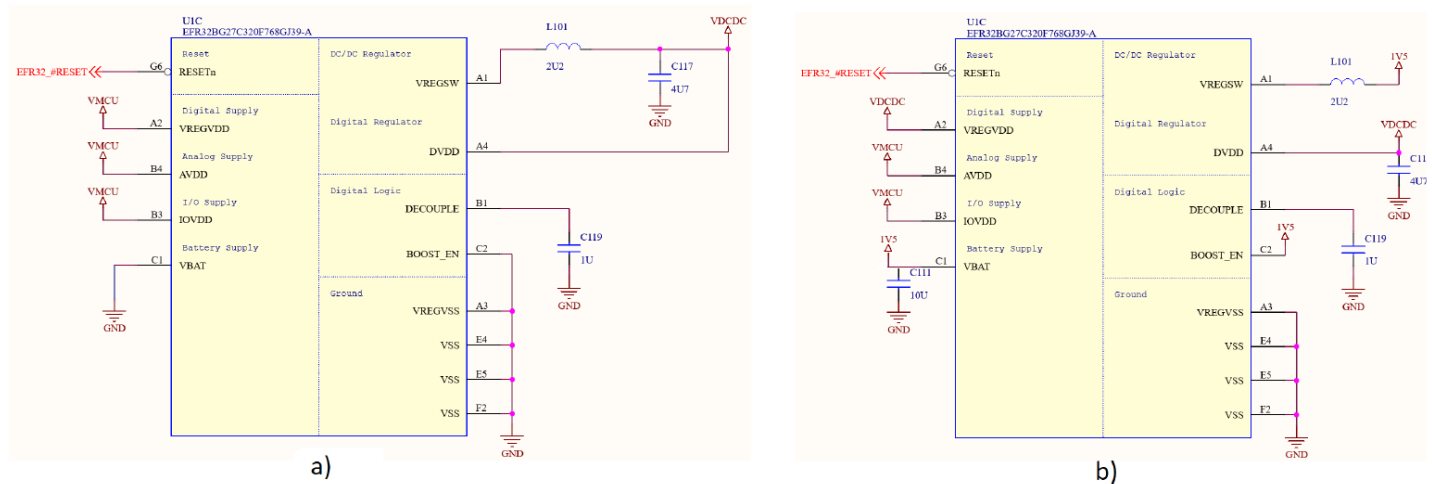 U1C
EFR32BG27C320F768GJ39-A
Reset
DC/DC Regulator
L101
2U2
VDCDC
EFR32_#RESET
G6
RESETn
A1
VREGSW
C117
4U7
GND
VMCU
Digital Supply
A2
VREGVDD
Digital Regulator
VMCU
Analog Supply
B4
AVDD
A4
DVDD
VMCU
I/O Supply
B3
IOVDD
Digital Logic
B1
DECOUPLE
C119
1U
GND
Battery Supply
C1
VBAT
GND
C2
BOOST_EN
Ground
A3
VREGVSS
E4
VSS
E5
VSS
F2
VSS
GND
a)
U1C
EFR32BG27C320F768GJ39-A
Reset
DC/DC Regulator
L101
2U2
1V5
EFR32_#RESET
G6
RESETn
A1
VREGSW
VDCDC
Digital Supply
A2
VREGVDD
Digital Regulator
VDCDC
VMCU
Analog Supply
B4
AVDD
A4
DVDD
C11
4U7
GND
VMCU
I/O Supply
B3
IOVDD
Digital Logic
B1
DECOUPLE
C119
1U
GND
1V5
Battery Supply
C1
VBAT
C111
10U
GND
1V5
C2
BOOST_EN
Ground
A3
VREGVSS
E4
VSS
E5
VSS
F2
VSS
GND
b)